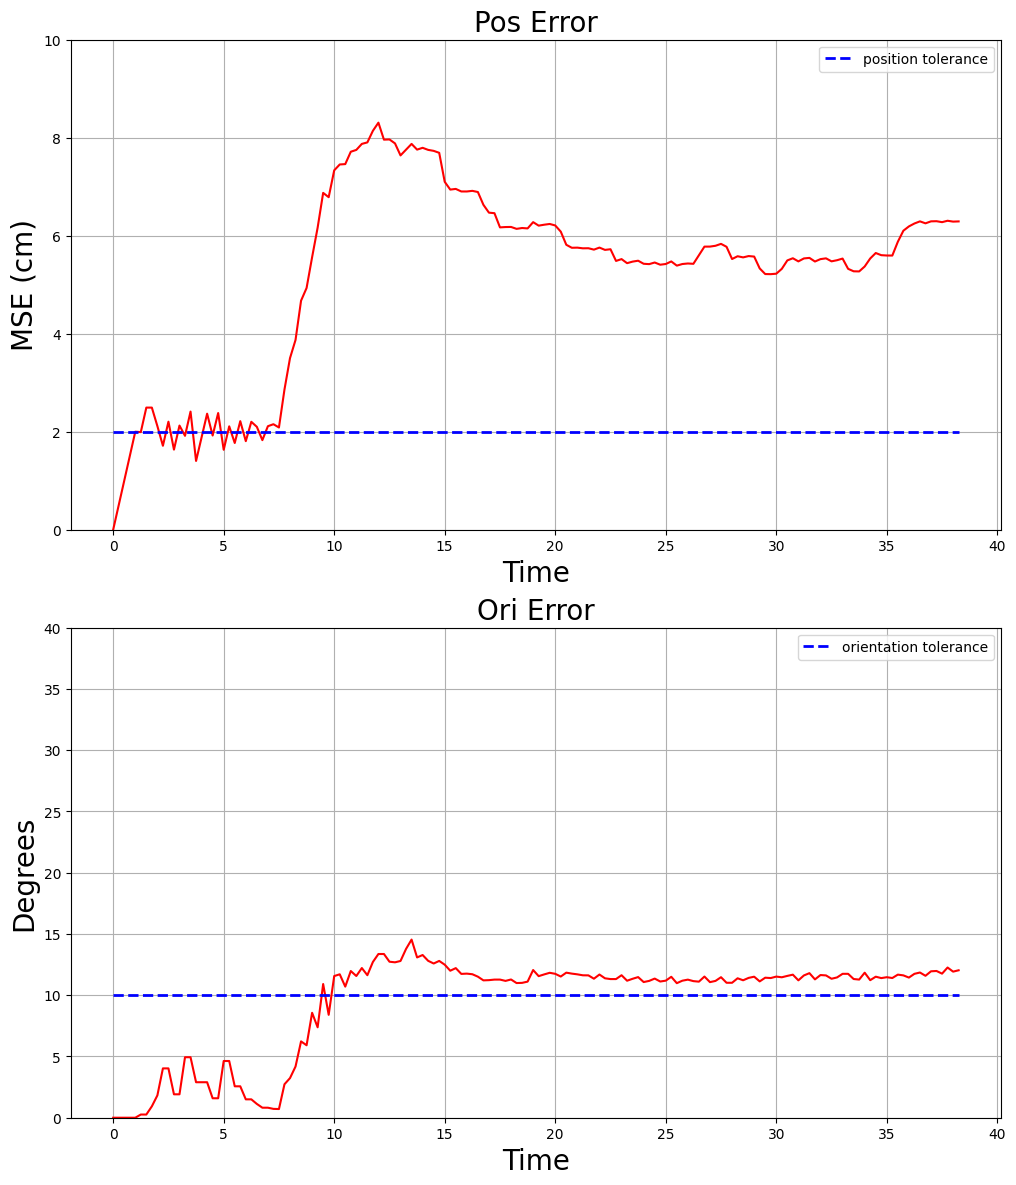 Pos Error
10
8
6
4
2
0
MSE (cm)
position tolerance
0 5 10 15 20 25 30 35 40
Time
Ori Error
40
35
30
25
20
15
10
5
0
Degrees
orientation tolerance
0 5 10 15 20 25 30 35 40
Time